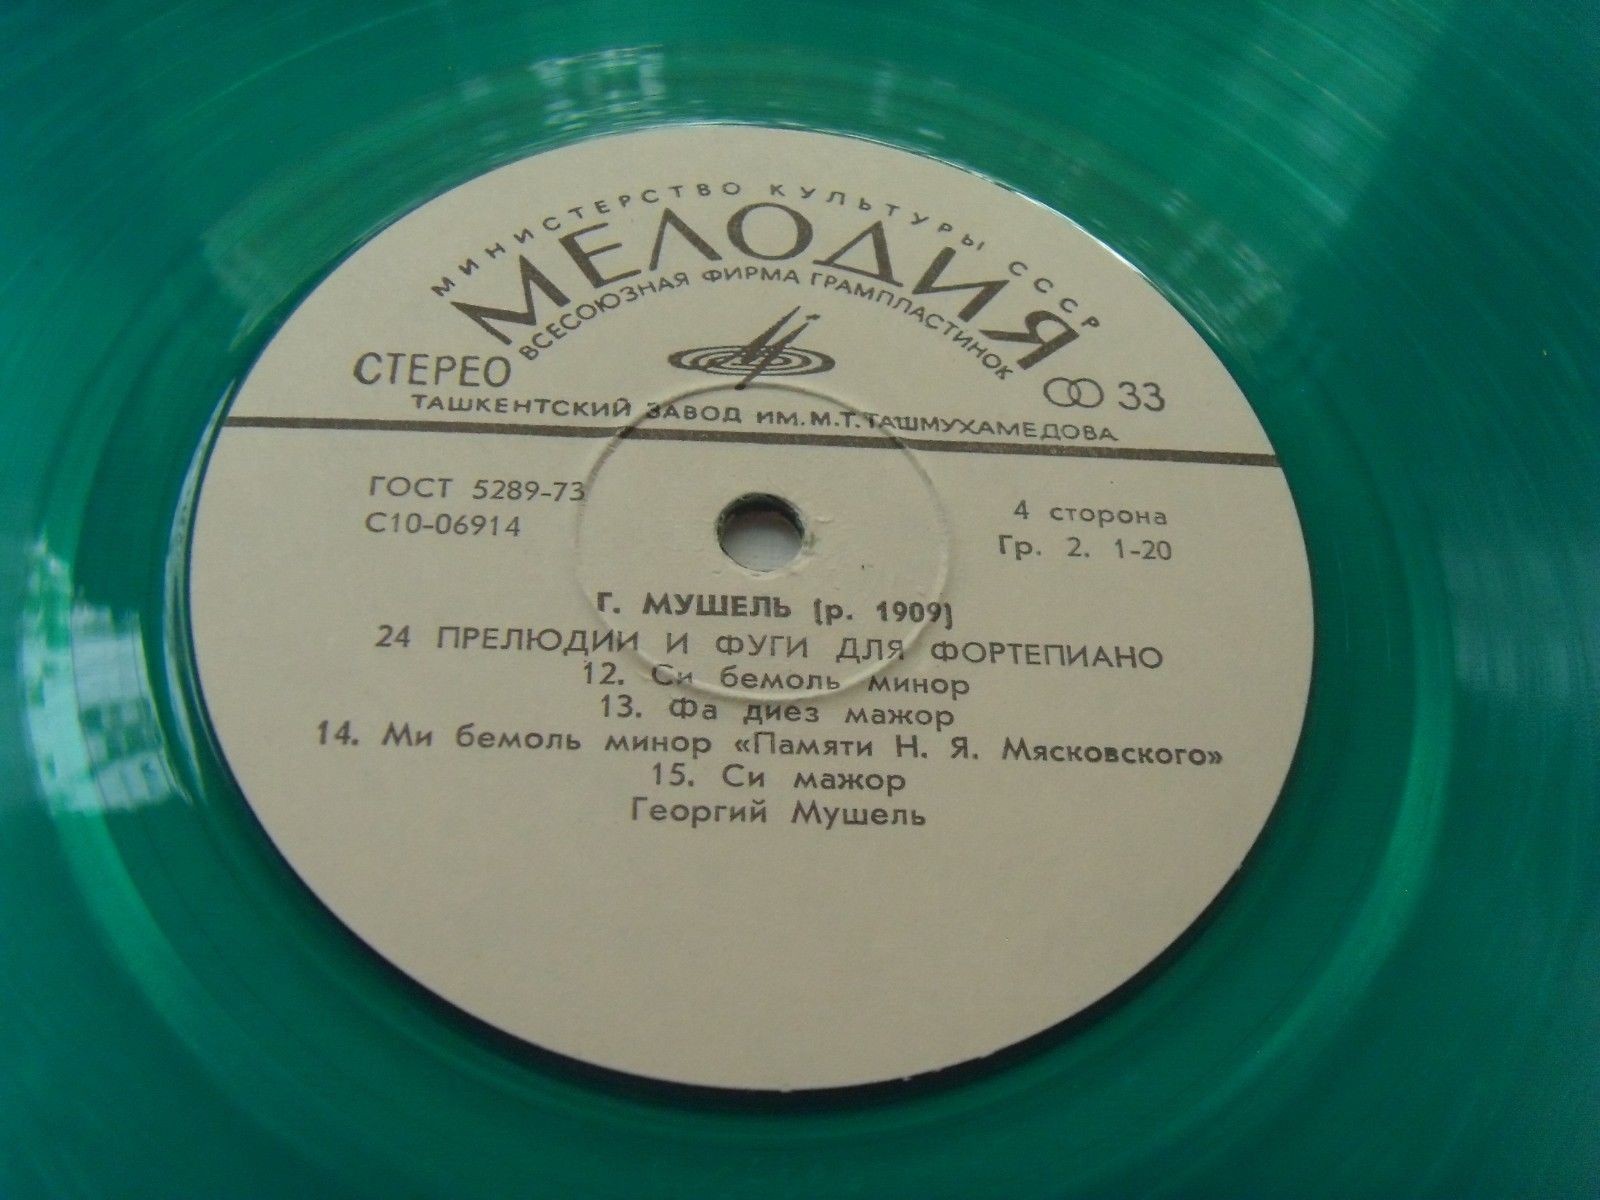 МИНИСТЕРСТВО КУЛЬТУРЫ СССР
МЕЛОДИЯ
ВСЕСОЮЗНАЯ ФИРМА ГРАМПЛАСТИНОК
СТЕРЕО
33
ТАШКЕНТСКИЙ ЗАВОД ИМ. М.Т. ТАШМУХАМЕДОВА
ГОСТ 5289-73
С10-06914
4 сторона
Гр. 2. 1-20
Г. МУШЕЛЬ (р. 1909)
24 ПРЕЛЮДИИ И ФУГИ ДЛЯ ФОРТЕПИАНО
12. Си бемоль минор
13. Фа диез мажор
14. Ми бемоль минор «Памяти Н. Я. Мясковского»
15. Си мажор
Георгий Мушель